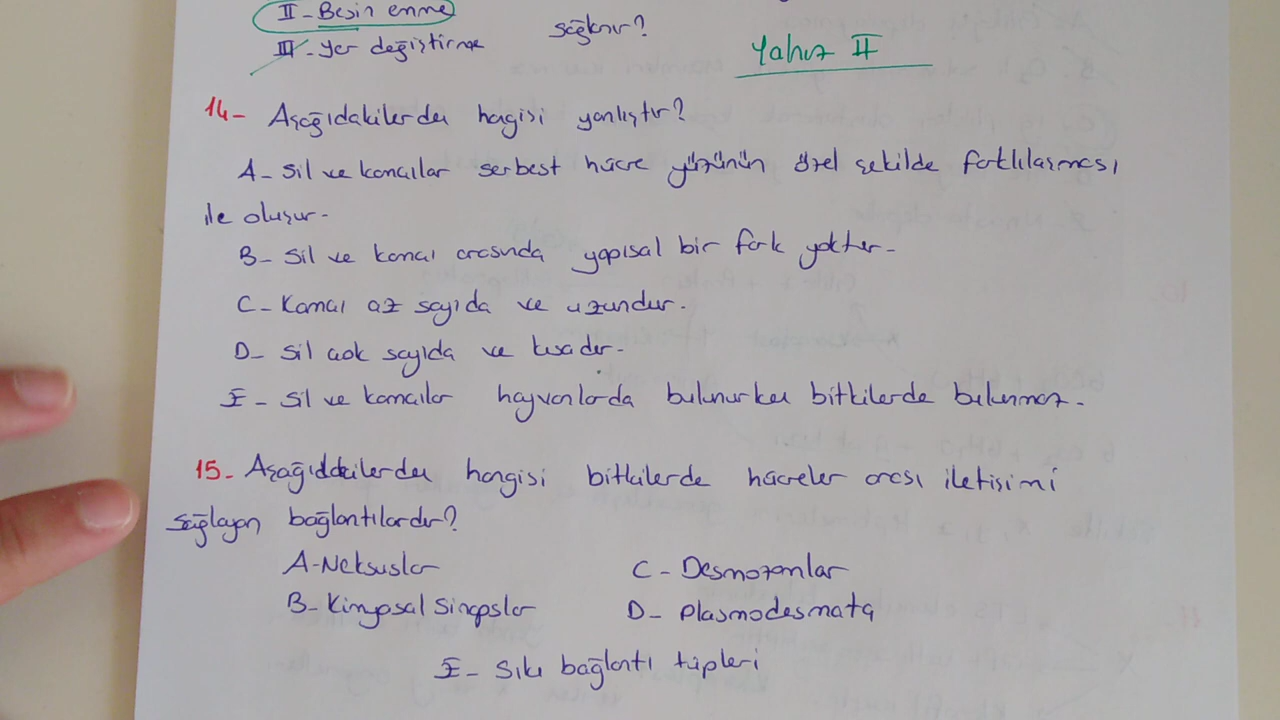 II - Besin emme
sağlanır?
III - Yer değiştirme
Yalnız II
14- Aşağıdakilerden hangisi yanlıştır?
A- Sil ve kamçılar serbest hücre yüzünün özel şekilde farklılaşması
ile oluşur.
B- Sil ve kamçı arasında yapısal bir fark yoktur.
C- Kamçı az sayıda ve uzundur.
D- Sil çok sayıda ve kısadır.
E- Sil ve kamçılar hayvanlarda bulunurken bitkilerde bulunmaz.
15- Aşağıdakilerden hangisi bitkilerde hücreler arası iletişimi
sağlayan bağlantılardır?
A- Neksuslar
C- Desmozomlar
B- Kimyasal Sinapslar
D- Plasmodesmata
E- Sıkı bağlantı tipleri